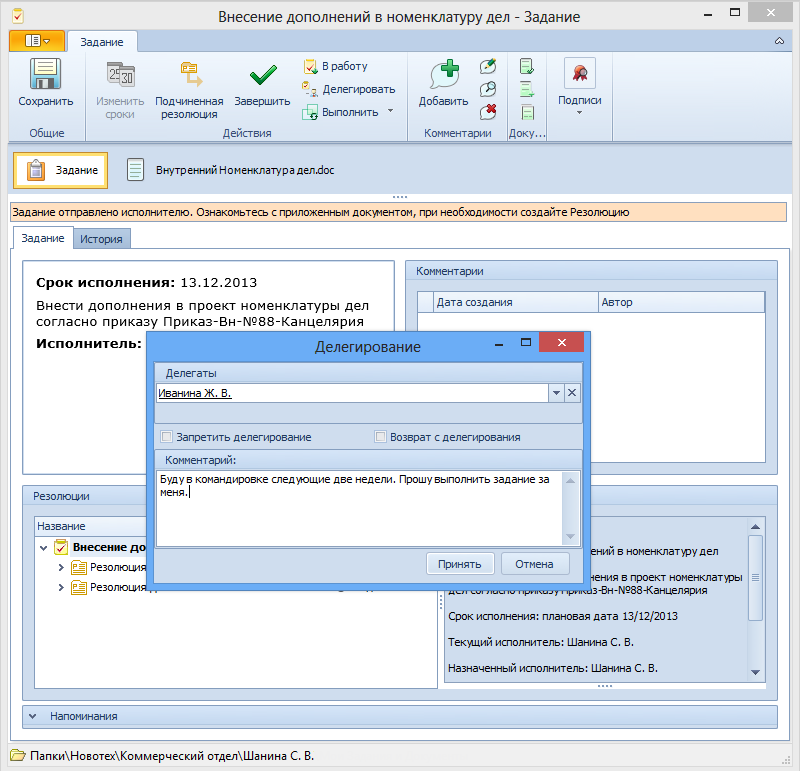 Внесение дополнений в номенклатуру дел - Задание
Задание
Сохранить
Изменить сроки
Подчиненная резолюция
Завершить
В работу
Делегировать
Выполнить
Добавить
Подписи
Общие
Действия
Комментарии
Доку...
Задание
Внутренний Номенклатура дел.doc
Задание отправлено исполнителю. Ознакомьтесь с приложенным документом, при необходимости создайте Резолюцию
Задание
История
Срок исполнения: 13.12.2013
Внести дополнения в проект номенклатуры дел
согласно приказу Приказ-Вн-№88-Канцелярия
Исполнитель:
Комментарии
Дата создания
Автор
Делегирование
Делегаты
Иванина Ж. В.
Запретить делегирование
Возврат с делегирования
Комментарий:
Буду в командировке следующие две недели. Прошу выполнить задание за
меня.
Принять
Отмена
Резолюции
Название
Внесение до
Резолюция
Резолюция
ений в номенклатуру дел
нения в проект номенклатуры
дел согласно приказу Приказ-Вн-№88-Канцелярия
Срок исполнения: плановая дата 13/12/2013
Текущий исполнитель: Шанина С. В.
Назначенный исполнитель: Шанина С. В.
Напоминания
Папки\Новотех\Коммерческий отдел\Шанина С. В.